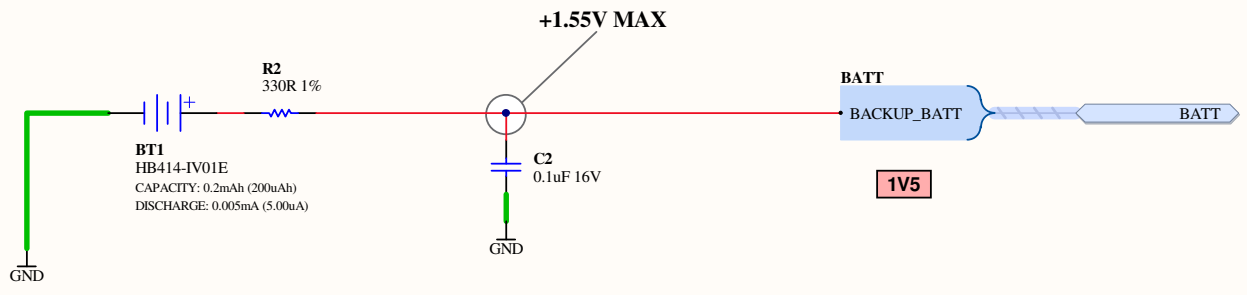 +1.55V MAX
R2
330R 1%
BATT
BACKUP_BATT
BATT
+
BT1
HB414-IV01E
CAPACITY: 0.2mAh (200uAh)
DISCHARGE: 0.005mA (5.00uA)
C2
0.1uF 16V
1V5
GND
GND